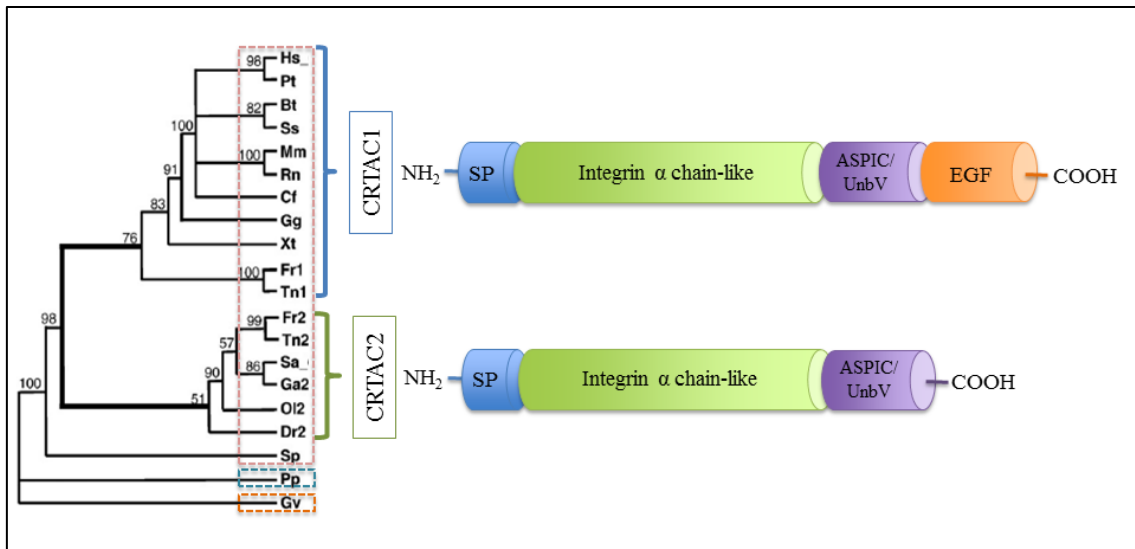 98
Hs_
Pt
82
Bt
Ss
100
100
Mm
Rn
91
Cf
83
Gg
76
Xt
100
Fr1
Tn1
98
99
Fr2
Tn2
57
86
Sa_
Ga2
90
51
Ol2
Dr2
100
Sp
Pp
Gv
CRTAC1
NH2
SP
Integrin α chain-like
ASPIC/
UnbV
EGF
COOH
CRTAC2
NH2
SP
Integrin α chain-like
ASPIC/
UnbV
COOH